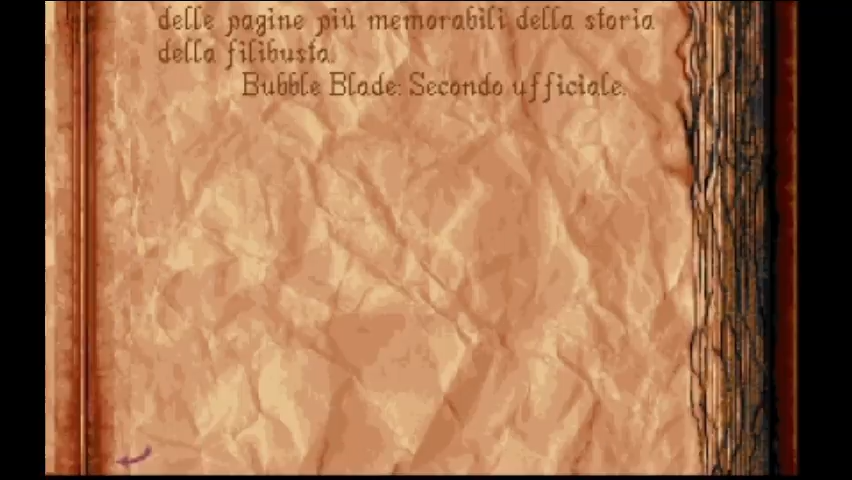 delle pagine più memorabili della storia
della filibusta.
Bubble Blade: Secondo ufficiale.